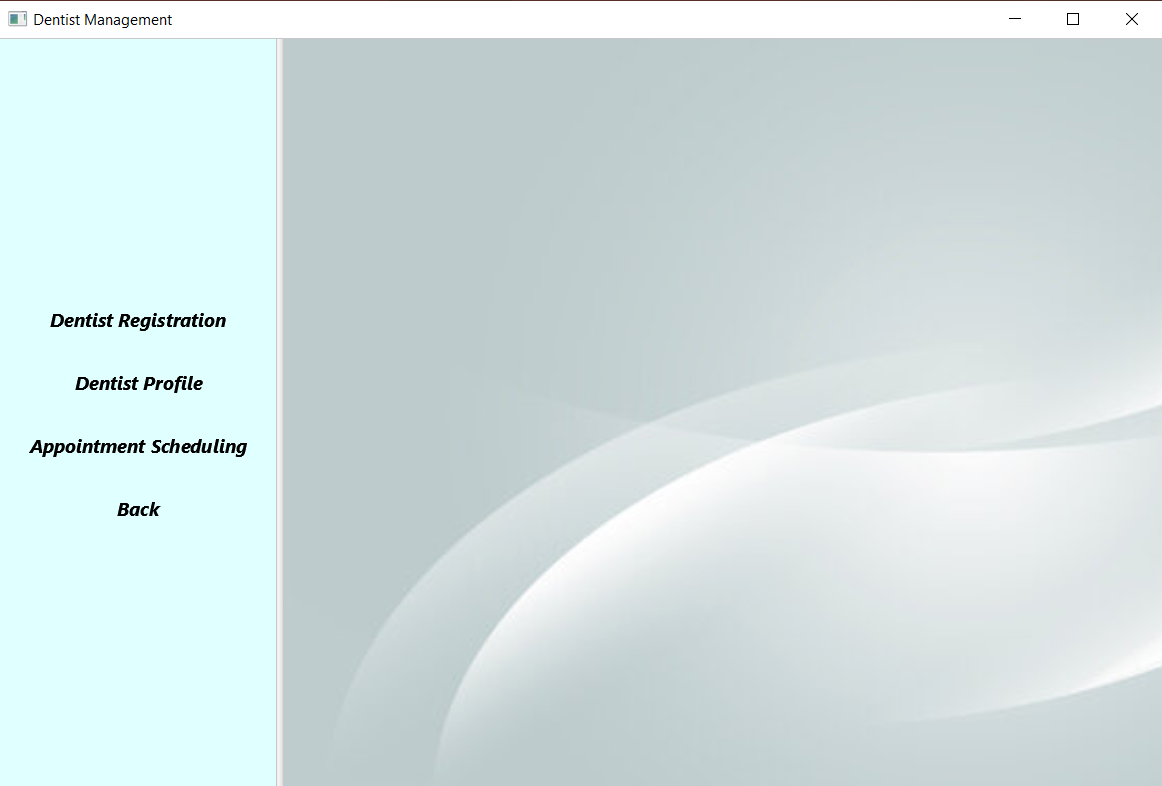 Dentist Management
Dentist Registration
Dentist Profile
Appointment Scheduling
Back